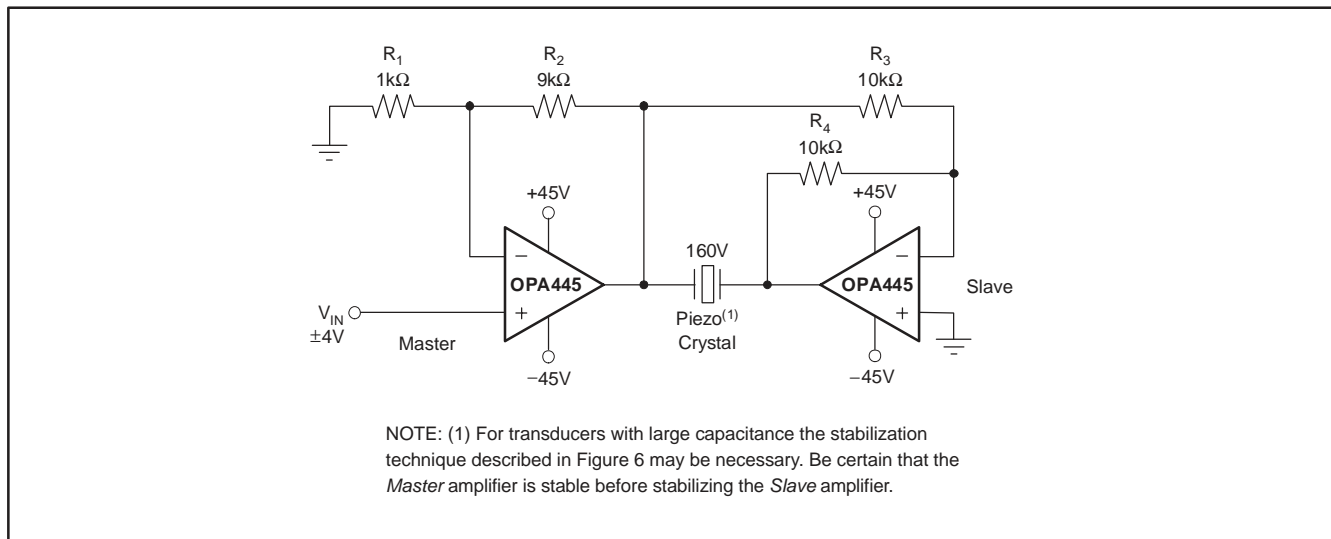 R1
1kΩ
R2
9kΩ
R3
10kΩ
R4
10kΩ
+45V
+45V
160V
−
OPA445
+
−
OPA445
+
Slave
VIN
±4V
Master
Piezo(1)
Crystal
−45V
−45V
NOTE: (1) For transducers with large capacitance the stabilization
technique described in Figure 6 may be necessary. Be certain that the
Master amplifier is stable before stabilizing the Slave amplifier.